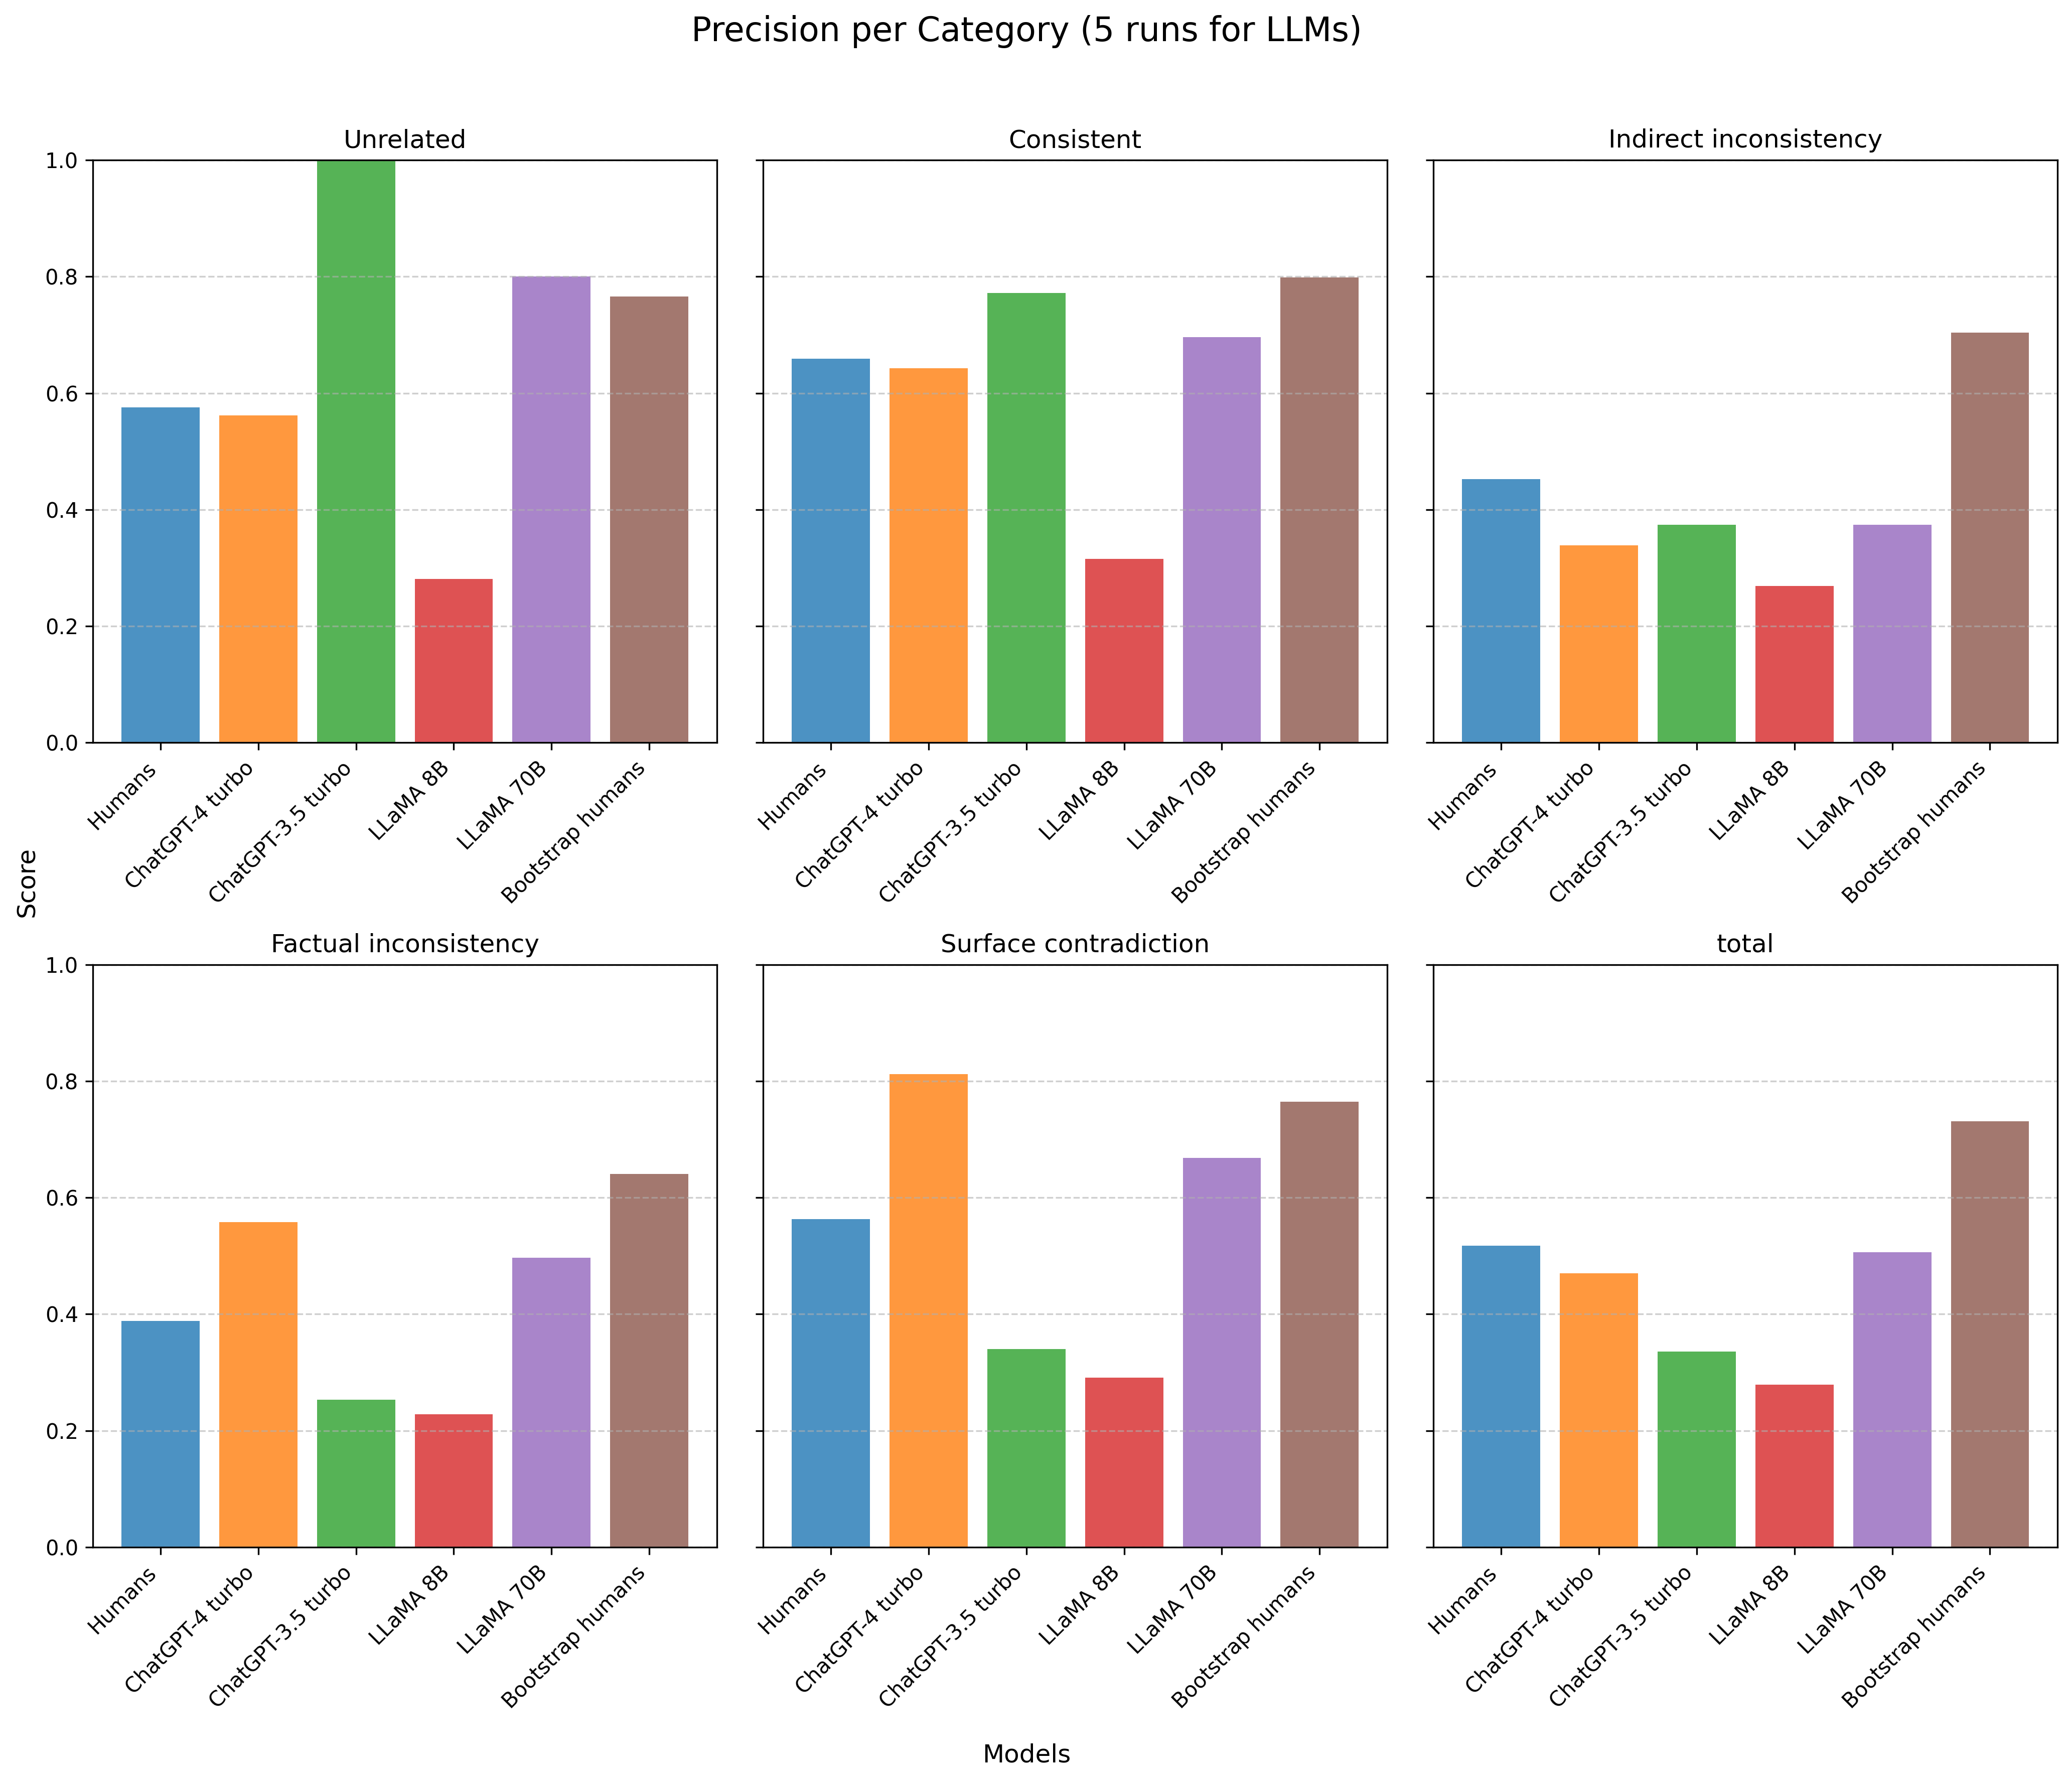 Precision per Category (5 runs for LLMs)
Unrelated
Consistent
Indirect inconsistency
1.0
0.8
0.6
0.4
0.2
0.0
Humans
ChatGPT-4 turbo
ChatGPT-3.5 turbo
LLaMA 8B
LLaMA 70B
Bootstrap humans
Humans
ChatGPT-4 turbo
ChatGPT-3.5 turbo
LLaMA 8B
LLaMA 70B
Bootstrap humans
Humans
ChatGPT-4 turbo
ChatGPT-3.5 turbo
LLaMA 8B
LLaMA 70B
Bootstrap humans
Score
Factual inconsistency
Surface contradiction
total
1.0
0.8
0.6
0.4
0.2
0.0
Humans
ChatGPT-4 turbo
ChatGPT-3.5 turbo
LLaMA 8B
LLaMA 70B
Bootstrap humans
Humans
ChatGPT-4 turbo
ChatGPT-3.5 turbo
LLaMA 8B
LLaMA 70B
Bootstrap humans
Humans
ChatGPT-4 turbo
ChatGPT-3.5 turbo
LLaMA 8B
LLaMA 70B
Bootstrap humans
Models